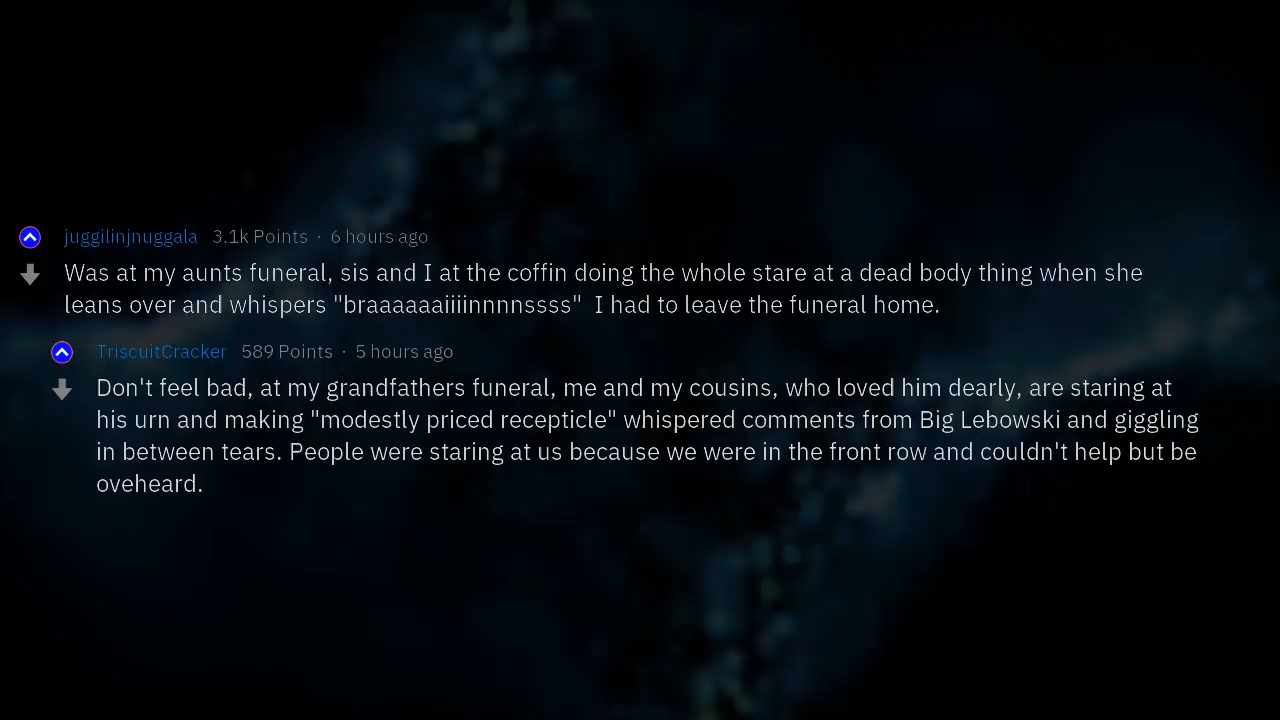 juggilinjnuggala 3.1k Points · 6 hours ago
Was at my aunts funeral, sis and I at the coffin doing the whole stare at a dead body thing when she
leans over and whispers "braaaaaaiiiinnnnssss"  I had to leave the funeral home.
TriscuitCracker 589 Points · 5 hours ago
Don't feel bad, at my grandfathers funeral, me and my cousins, who loved him dearly, are staring at
his urn and making "modestly priced recepticle" whispered comments from Big Lebowski and giggling
in between tears. People were staring at us because we were in the front row and couldn't help but be
oveheard.